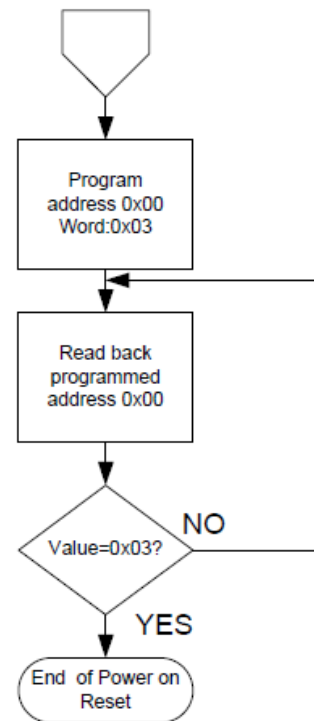 Program
address 0x00
Word:0x03
Read back
programmed
address 0x00
Value=0x03?
NO
YES
End of Power on
Reset